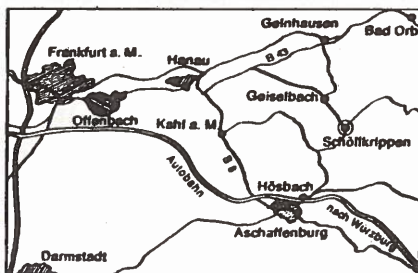 Gelnhausen
Bad Orb
Frankfurt a. M.
Hanau
B 43
Geiselbach
Offenbach
Kahl a. M
Schöllkrippen
Autobahn
B 8
Hösbach
nach Würzburg
Aschaffenburg
Darmstadt